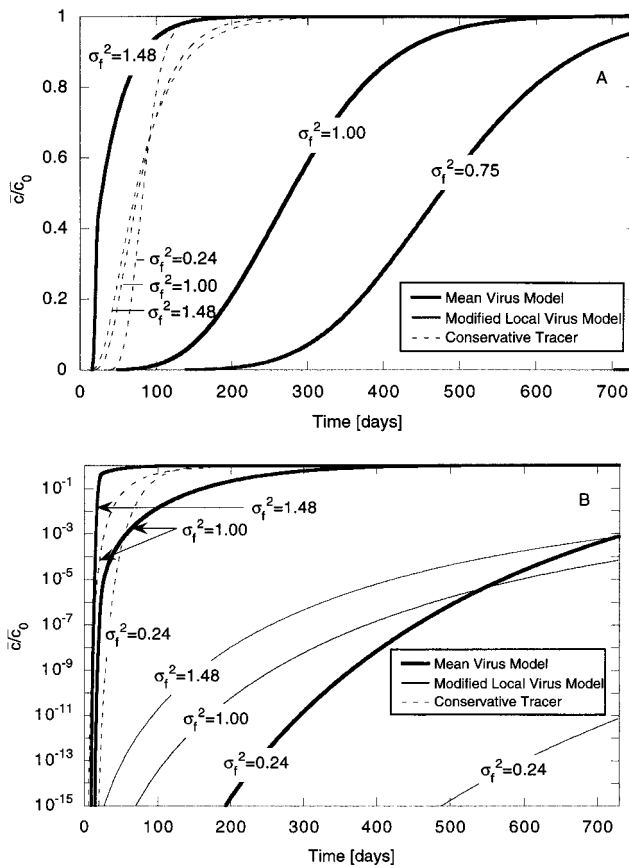 1
0.8
0.6
0.4
0.2
0
c̄/c̄₀
σf²=1.48
σf²=1.00
σf²=0.75
A
σf²=0.24
σf²=1.00
σf²=1.48
Mean Virus Model
Modified Local Virus Model
Conservative Tracer
0 100 200 300 400 500 600 700
Time [days]
10⁻¹
10⁻³
10⁻⁵
10⁻⁷
10⁻⁹
10⁻¹¹
10⁻¹³
10⁻¹⁵
c̄/c̄₀
B
σf²=1.48
σf²=1.00
σf²=0.24
σf²=1.48
σf²=1.00
σf²=0.24
σf²=0.24
Mean Virus Model
Modified Local Virus Model
Conservative Tracer
0 100 200 300 400 500 600 700
Time [days]